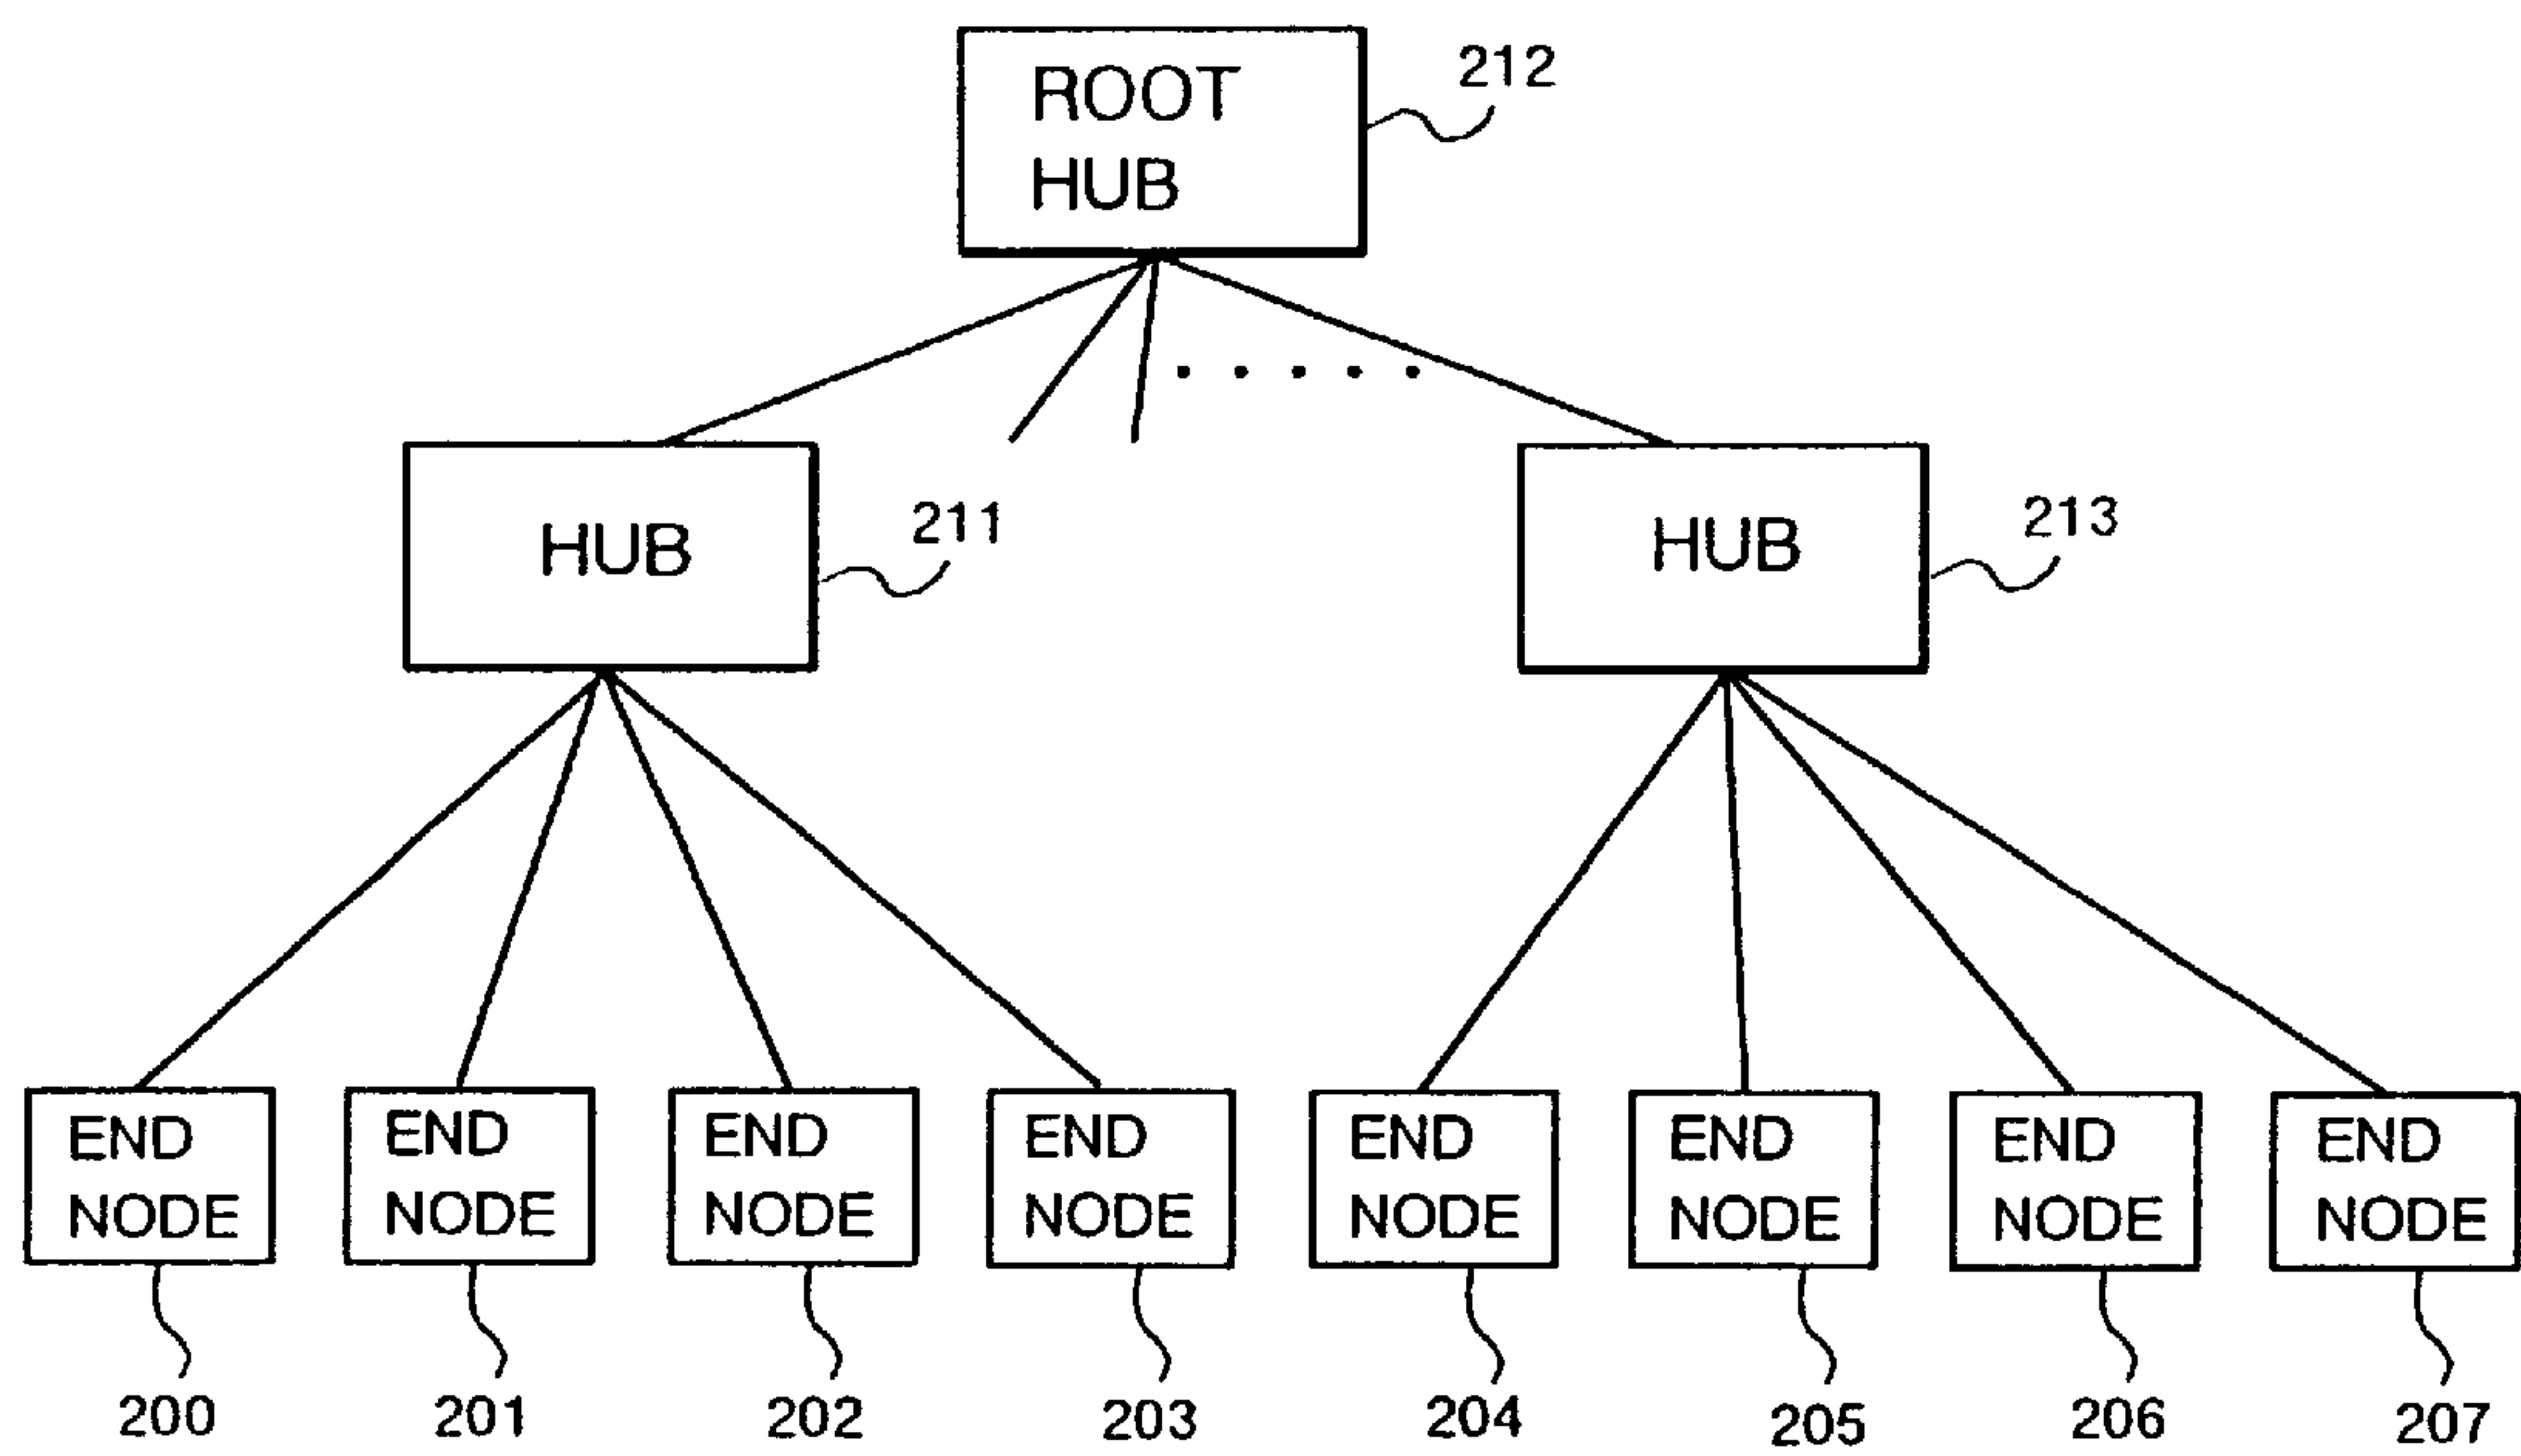 ROOT
HUB
212
HUB
211
HUB
213
END
NODE
END
NODE
END
NODE
END
NODE
END
NODE
END
NODE
END
NODE
END
NODE
200
201
202
203
204
205
206
207